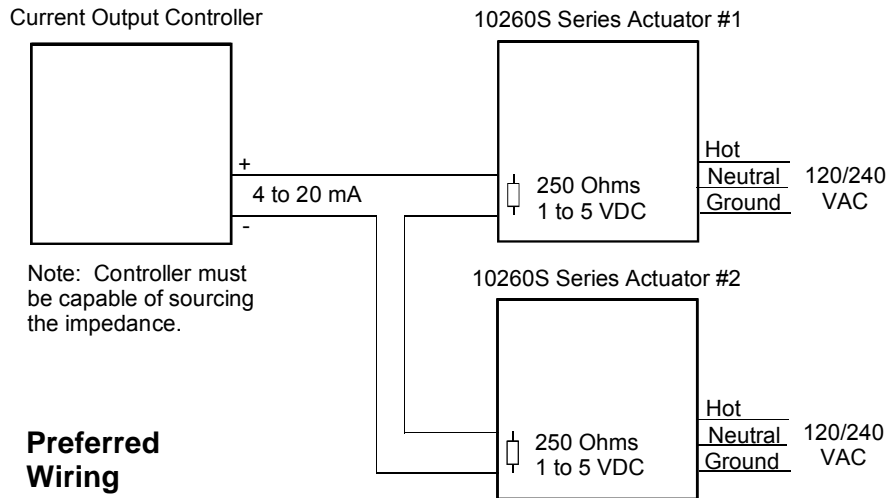 Current Output Controller
10260S Series Actuator #1
+
4 to 20 mA
-
250 Ohms
1 to 5 VDC
Hot
Neutral
Ground
120/240
VAC
Note:  Controller must
be capable of sourcing
the impedance.
10260S Series Actuator #2
250 Ohms
1 to 5 VDC
Hot
Neutral
Ground
120/240
VAC
Preferred
Wiring